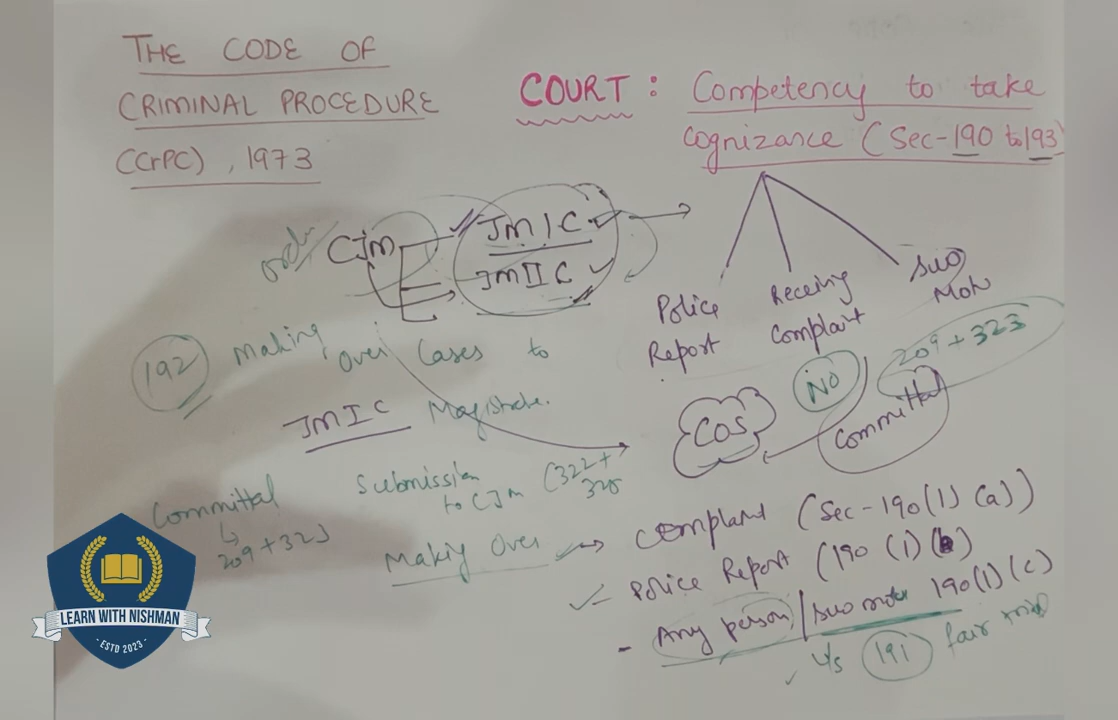 THE CODE OF
CRIMINAL PROCEDURE
(CrPC), 1973
COURT : Competency to take
Cognizance (Sec-190 to 193)
CJM
JMIC
JMIIC
Police
Report
Complaint
Suo
Moto
192 Making Over Cases to
JMIC Magistrate.
NO
209 + 323
Committal
COS
Committal
209 + 323
Submission
to CJM (322 +
325
Making Over
Complaint (Sec-190(1) (a))
Police Report (190 (1) (b)
- Any person / suo moto 190(1) (c)
u/s 191 fair
LEARN WITH NISHMAN
- ESTD 2023 -